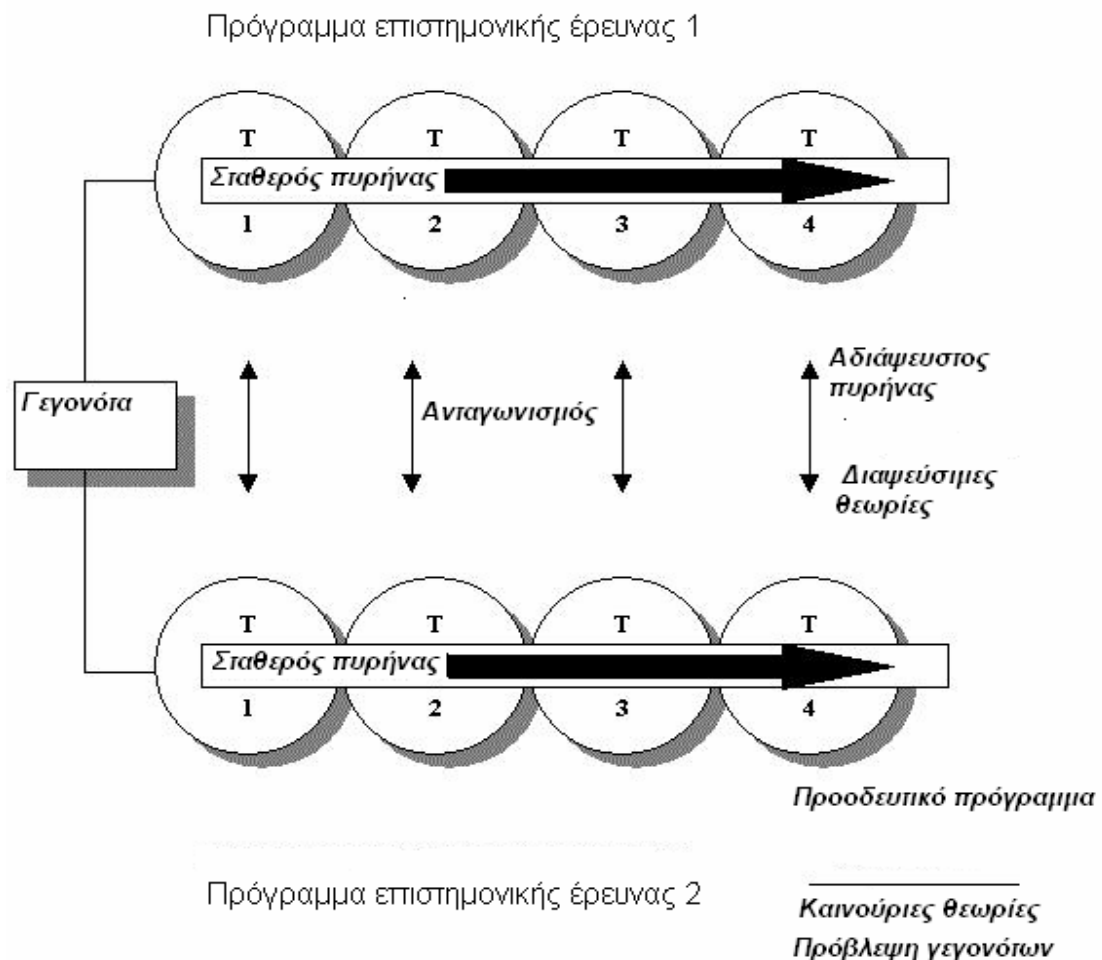 Πρόγραμμα επιστημονικής έρευνας 1
T T T T
Σταθερός πυρήνας
1 2 3 4
Γεγονότα
Ανταγωνισμός
Αδιάψευστος
πυρήνας
Διαψεύσιμες
θεωρίες
T T T T
Σταθερός πυρήνας
1 2 3 4
Προοδευτικό πρόγραμμα
Πρόγραμμα επιστημονικής έρευνας 2
Καινούριες θεωρίες
Πρόβλεψη γεγονότων